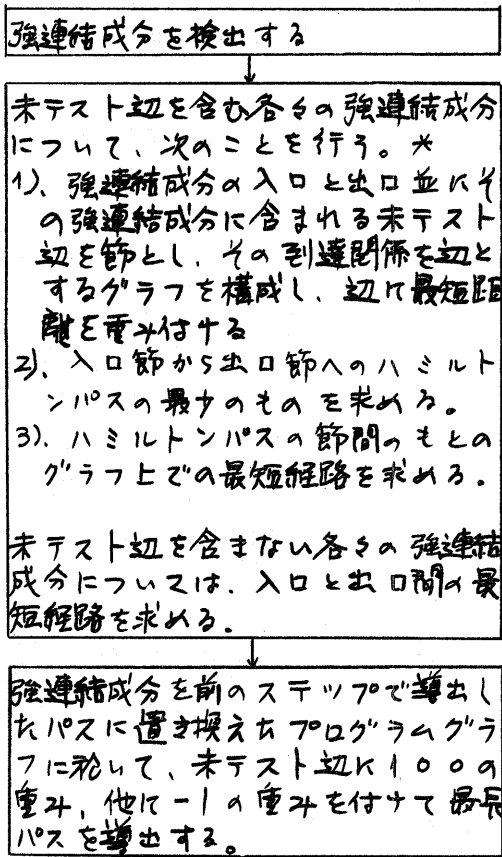 強連結成分を検出する
未テスト辺を含む各々の強連結成分
について、次のことを行う。*
1)、強連結成分の入口と出口並にそ
の強連結成分に含まれる未テスト
辺を節とし、その到達関係を辺と
するグラフを構成し、辺に最短距
離を重み付ける
2)、入口節から出口節へのハミルト
ンパスの最少のものを求める。
3)、ハミルトンパスの節間のもとの
グラフ上での最短経路を求める。
未テスト辺を含まない各々の強連結
成分については、入口と出口間の最
短経路を求める。
強連結成分を前のステップで導出し
たパスに置き換えたプログラムグラ
フに於いて、未テスト辺に1000の
重み、他に-1の重みを付けて最長
パスを導出する。